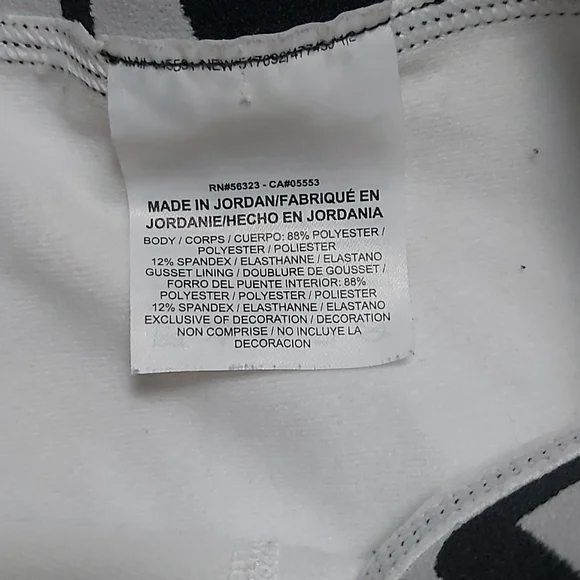 RN#56323 - CA#05553
MADE IN JORDAN/FABRIQUÉ EN
JORDANIE/HECHO EN JORDANIA
BODY / CORPS / CUERPO: 88% POLYESTER /
POLYESTER / POLIESTER
12% SPANDEX / ELASTHANNE / ELASTANO
GUSSET LINING / DOUBLURE DE GOUSSET /
FORRO DEL PUENTE INTERIOR: 88%
POLYESTER / POLYESTER / POLIESTER
12% SPANDEX / ELASTHANNE / ELASTANO
EXCLUSIVE OF DECORATION / DECORATION
NON COMPRISE / NO INCLUYE LA
DECORACION